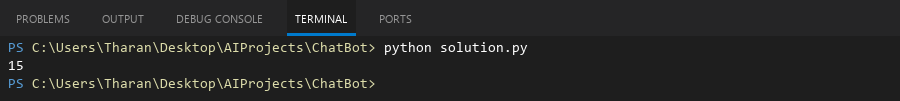 PROBLEMS OUTPUT DEBUG CONSOLE TERMINAL PORTS
PS C:\Users\Tharan\Desktop\AIProjects\ChatBot> python solution.py
15
PS C:\Users\Tharan\Desktop\AIProjects\ChatBot>